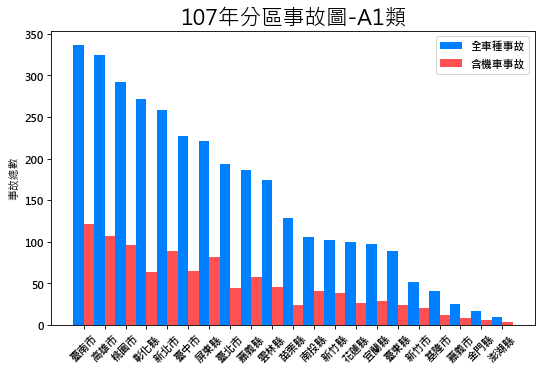 107年分區事故圖-A1類
全車種事故
含機車事故
事故總數
350
300
250
200
150
100
50
0
臺南市
高雄市
桃園市
彰化縣
新北市
臺中市
屏東縣
臺北市
嘉義縣
雲林縣
苗栗縣
南投縣
新竹縣
花蓮縣
宜蘭縣
臺東縣
新竹市
基隆市
嘉義市
金門縣
澎湖縣